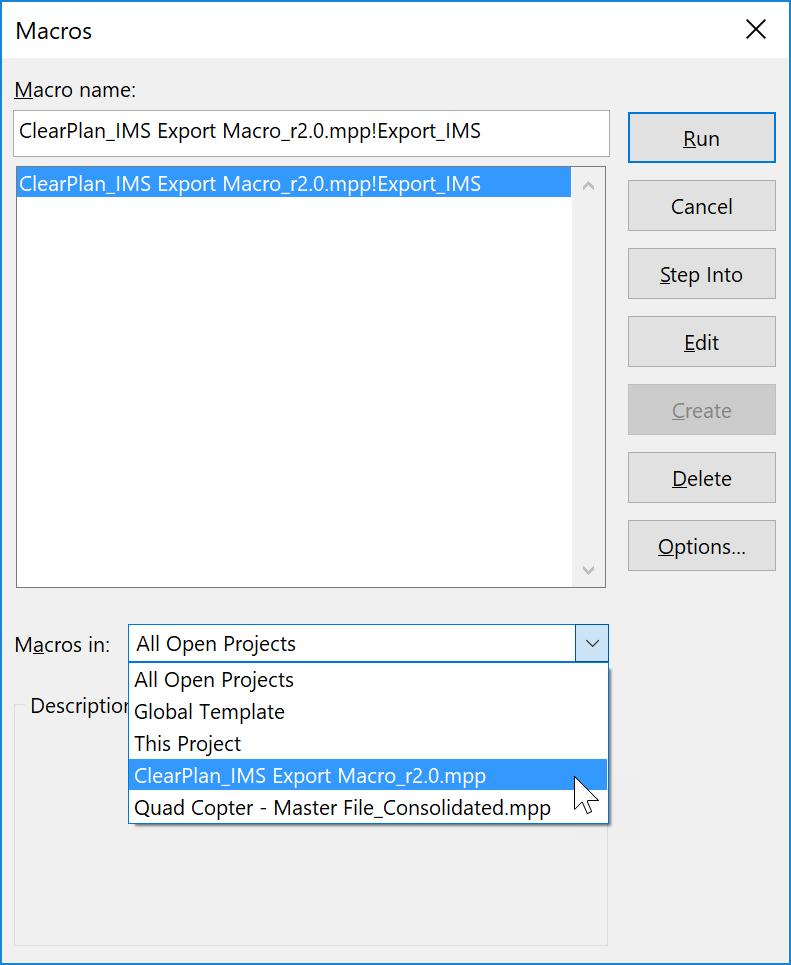 Macros
Macro name:
ClearPlan_IMS Export Macro_r2.0.mpp!Export_IMS
ClearPlan_IMS Export Macro_r2.0.mpp!Export_IMS
Run
Cancel
Step Into
Edit
Create
Delete
Options...
Macros in:
All Open Projects
All Open Projects
Global Template
This Project
ClearPlan_IMS Export Macro_r2.0.mpp
Quad Copter - Master File_Consolidated.mpp
Description